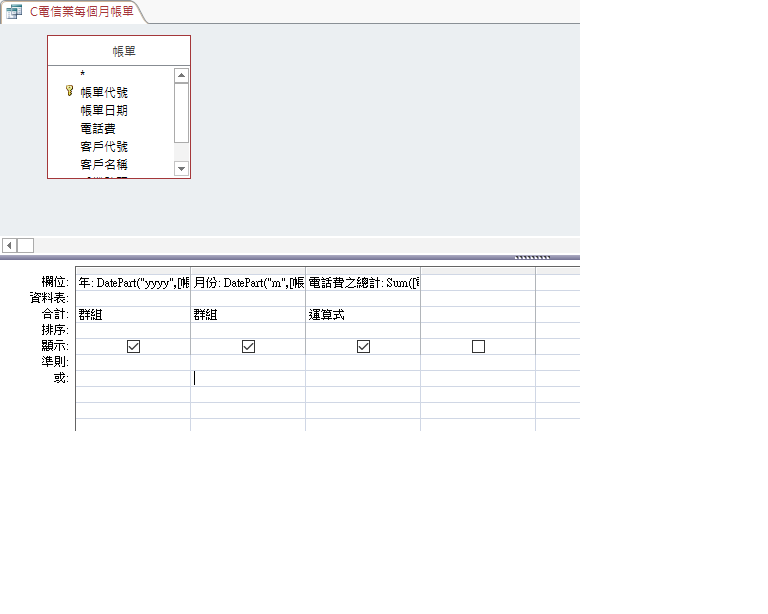 C電信業每個月帳單
帳單
*
帳單代號
帳單日期
電話費
客戶代號
客戶名稱
欄位: 年: DatePart("yyyy",[帳 月份: DatePart("m",[帳 電話費之總計: Sum([
資料表:
合計: 群組 群組 運算式
排序:
顯示:
準則:
或: